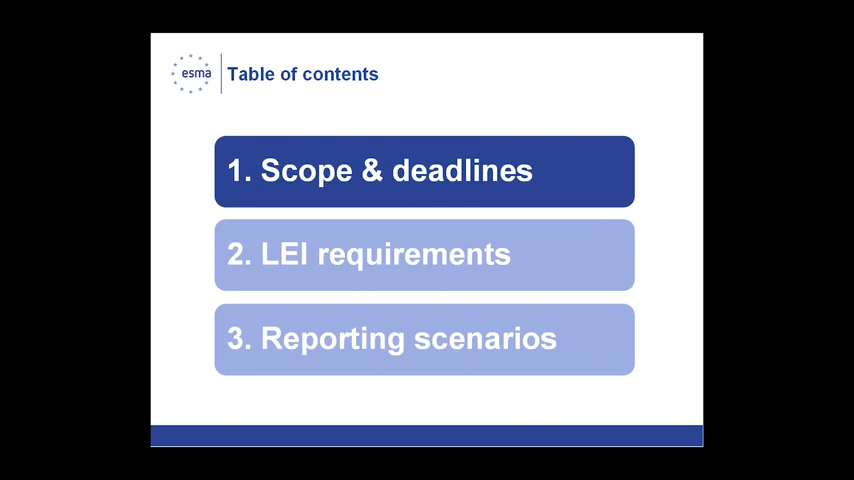 esma
Table of contents
1. Scope & deadlines
2. LEI requirements
3. Reporting scenarios